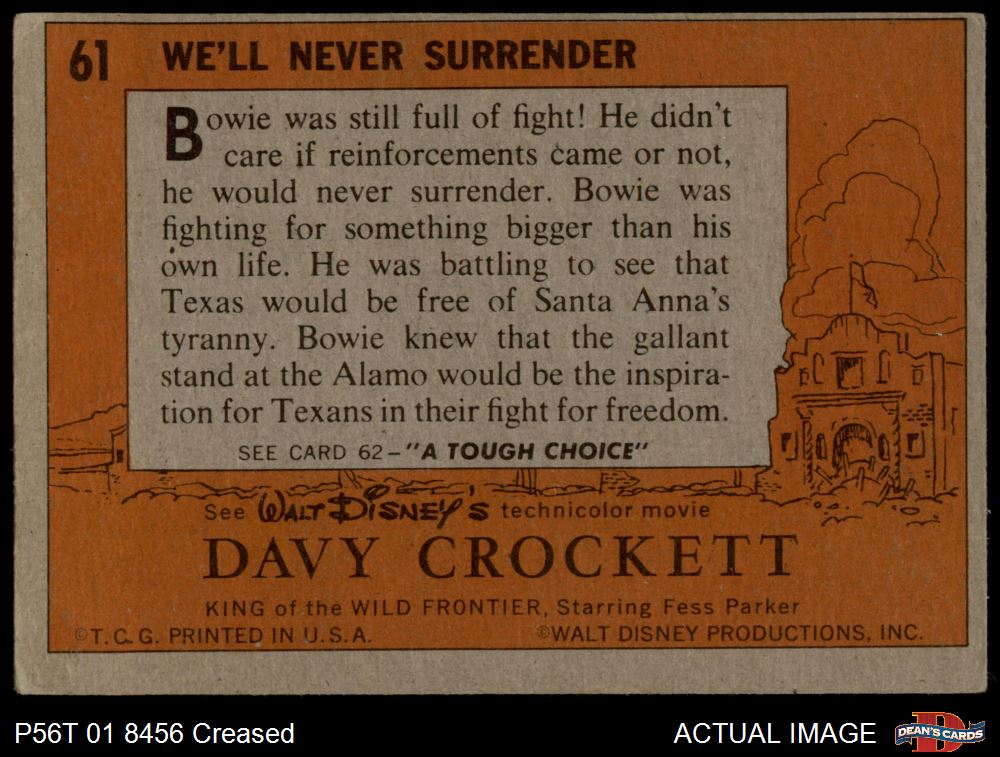 61 WE'LL NEVER SURRENDER
Bowie was still full of fight! He didn't
care if reinforcements came or not,
he would never surrender. Bowie was
fighting for something bigger than his
own life. He was battling to see that
Texas would be free of Santa Anna's
tyranny. Bowie knew that the gallant
stand at the Alamo would be the inspira-
tion for Texans in their fight for freedom.
SEE CARD 62–"A TOUGH CHOICE"
See WALT DISNEY'S technicolor movie
DAVY CROCKETT
KING of the WILD FRONTIER, Starring Fess Parker
©T.C.G. PRINTED IN U.S.A. ©WALT DISNEY PRODUCTIONS, INC.
P56T 01 8456 Creased ACTUAL IMAGE D DEAN'S CARDS